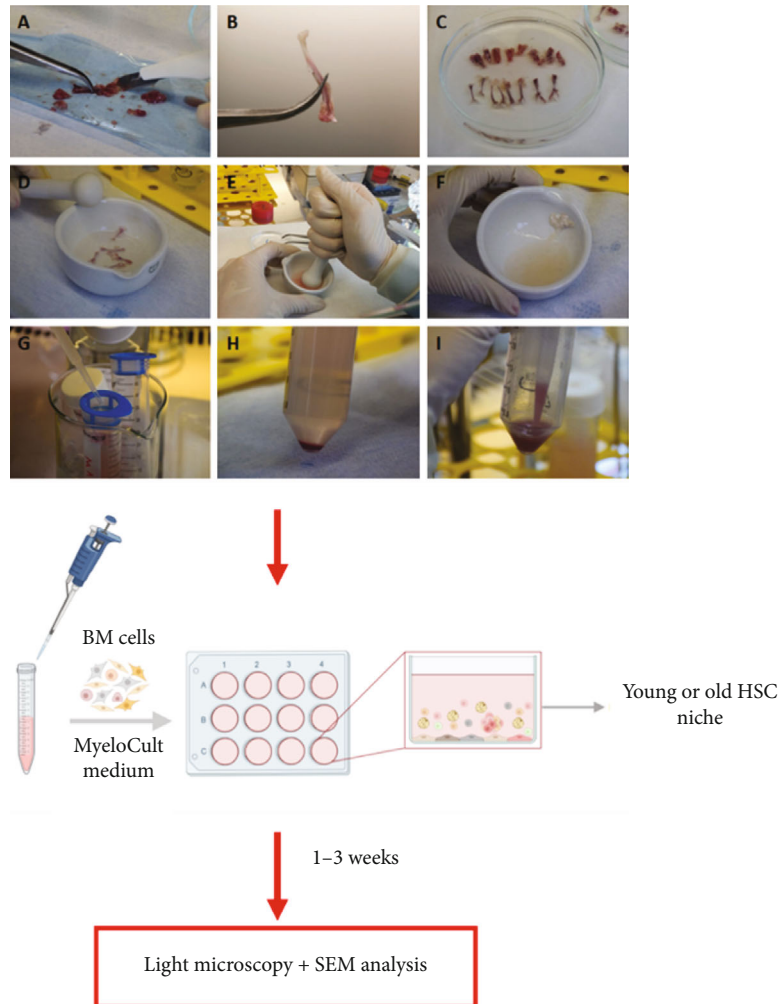 A
B
C
D
E
F
G
H
I
BM cells
MyeloCult
medium
1 2 3 4
A
B
C
Young or old HSC
niche
1–3 weeks
Light microscopy + SEM analysis